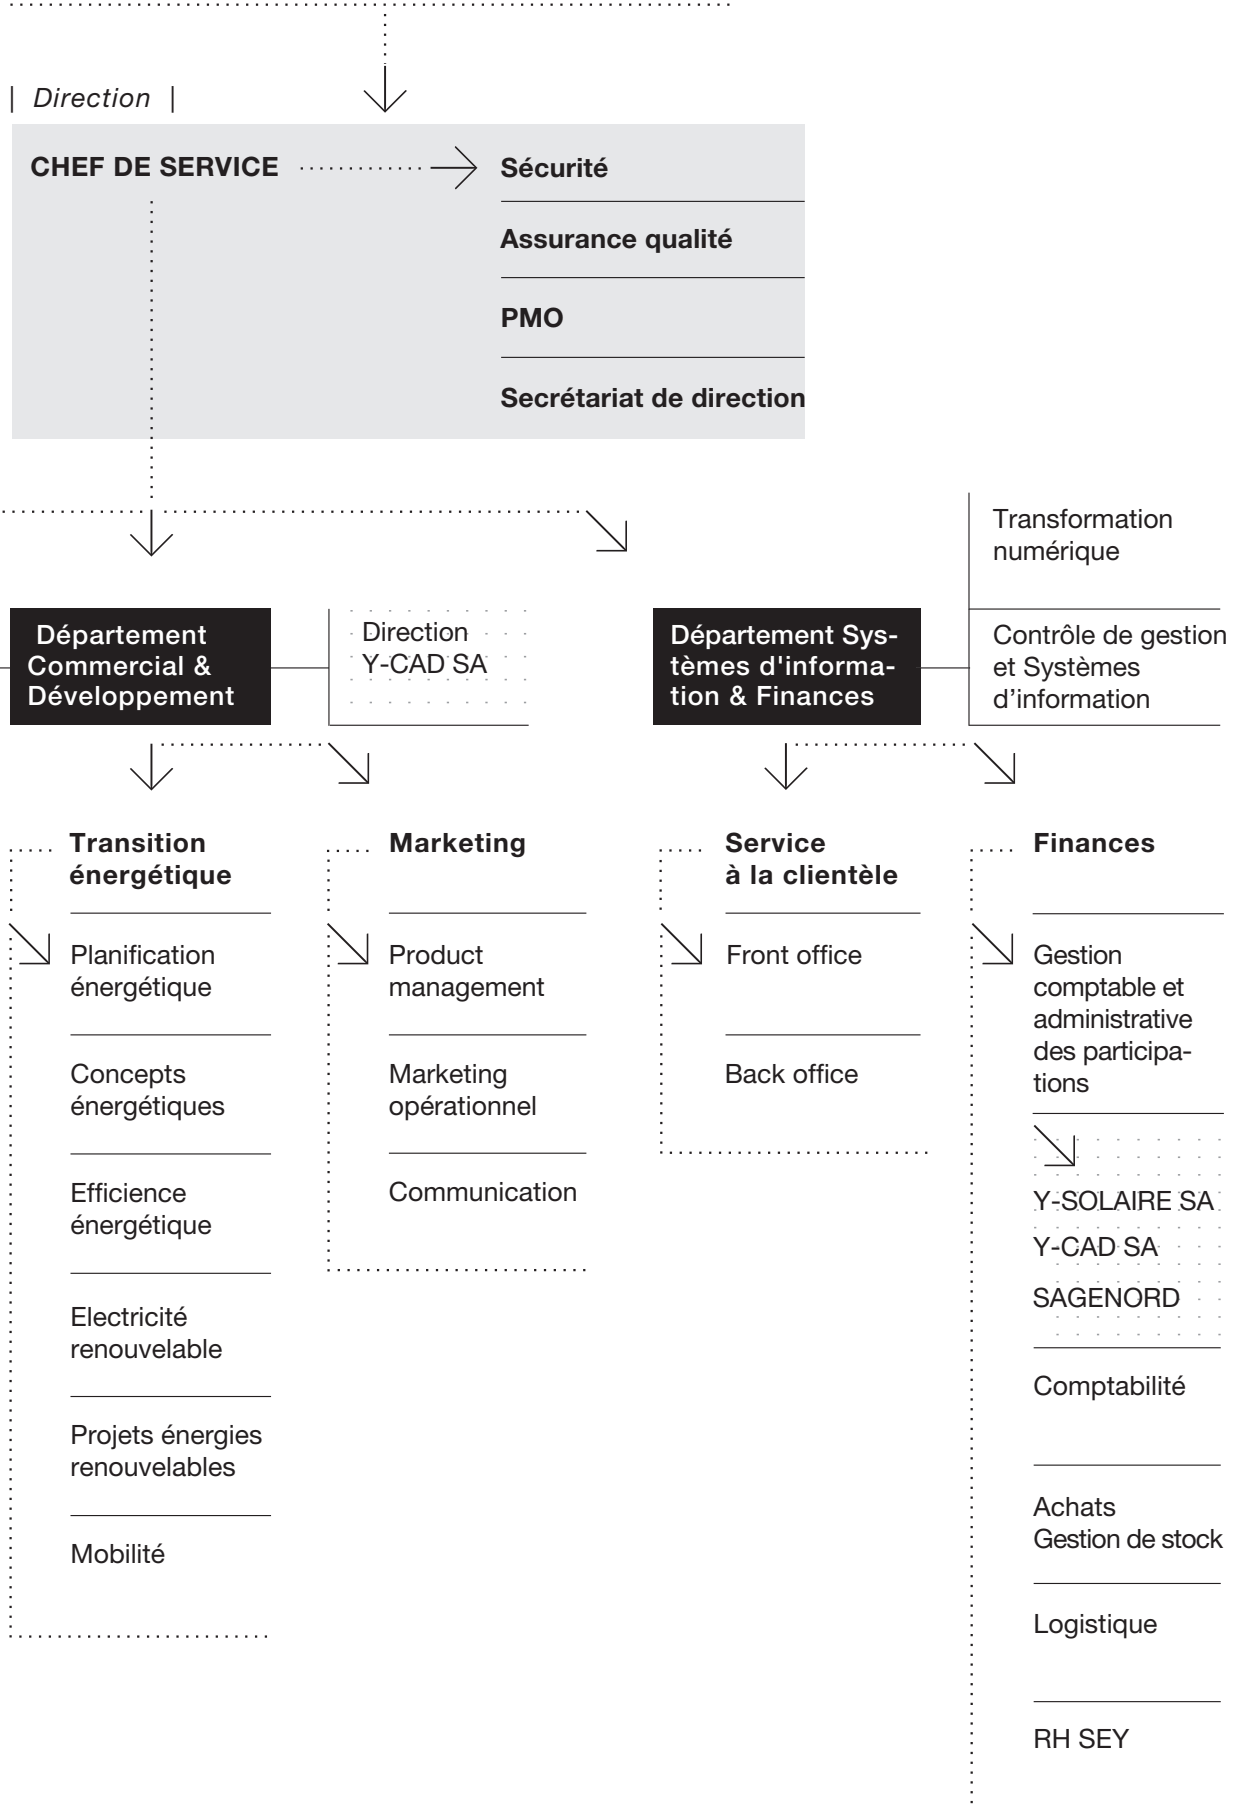 | Direction |
CHEF DE SERVICE
Sécurité
Assurance qualité
PMO
Secrétariat de direction
Transformation
numérique
Département
Commercial &
Développement
Direction
Y-CAD SA
Département Sys-
tèmes d'informa-
tion & Finances
Contrôle de gestion
et Systèmes
d’information
Transition
énergétique
Planification
énergétique
Concepts
énergétiques
Efficience
énergétique
Electricité
renouvelable
Projets énergies
renouvelables
Mobilité
Marketing
Product
management
Marketing
opérationnel
Communication
Service
à la clientèle
Front office
Back office
Finances
Gestion
comptable et
administrative
des participa-
tions
Y-SOLAIRE SA
Y-CAD SA
SAGENORD
Comptabilité
Achats
Gestion de stock
Logistique
RH SEY